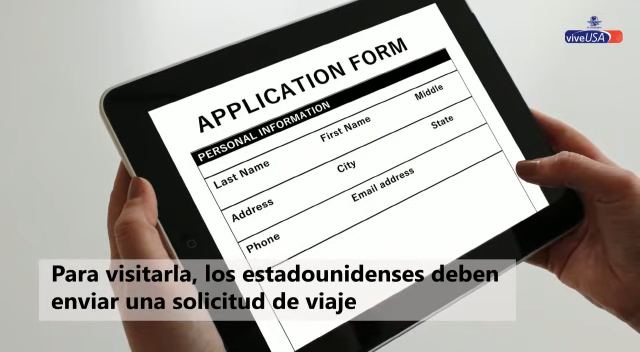 viveUSA
APPLICATION FORM
PERSONAL INFORMATION
Last Name First Name Middle
Address City State
Phone Email address
Para visitarla, los estadounidenses deben
enviar una solicitud de viaje